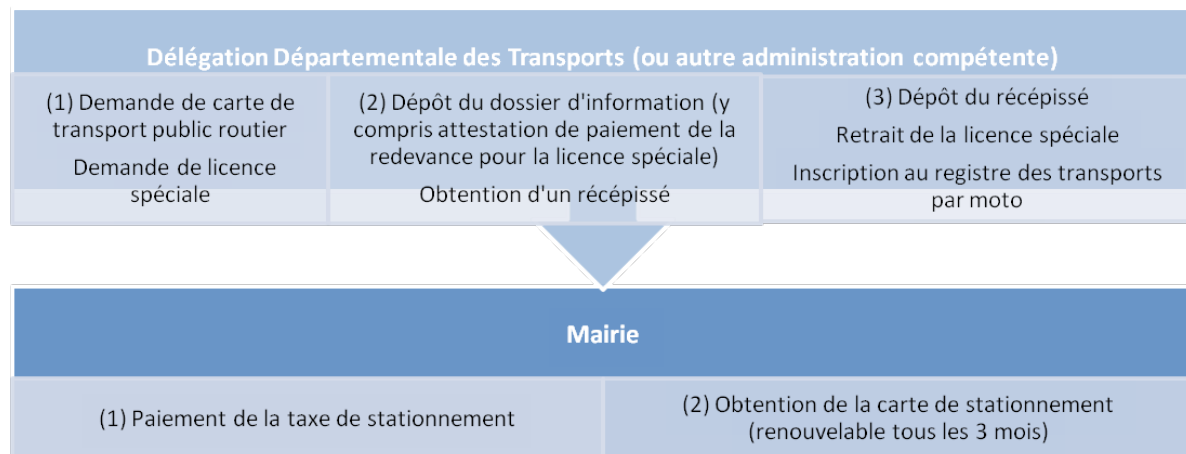 Délégation Départementale des Transports (ou autre administration compétente)
(1) Demande de carte de
transport public routier
Demande de licence
spéciale
(2) Dépôt du dossier d'information (y
compris attestation de paiement de la
redevance pour la licence spéciale)
Obtention d'un récépissé
(3) Dépôt du récépissé
Retrait de la licence spéciale
Inscription au registre des transports
par moto
Mairie
(1) Paiement de la taxe de stationnement
(2) Obtention de la carte de stationnement
(renouvelable tous les 3 mois)